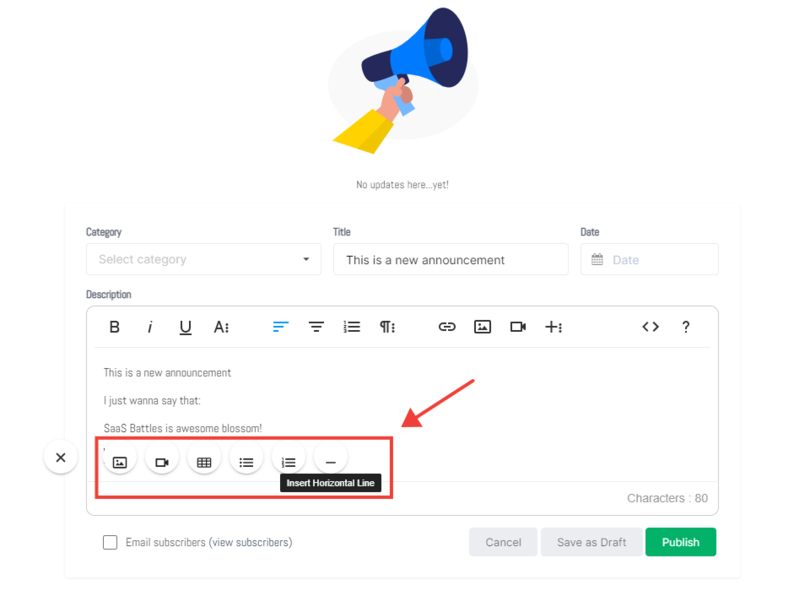 No updates here...yet!
Category Title Date
Select category This is a new announcement Date
Description
B i U A
This is a new announcement
I just wanna say that:
SaaS Battles is awesome blossom!
Insert Horizontal Line
Characters : 80
Email subscribers (view subscribers) Cancel Save as Draft Publish